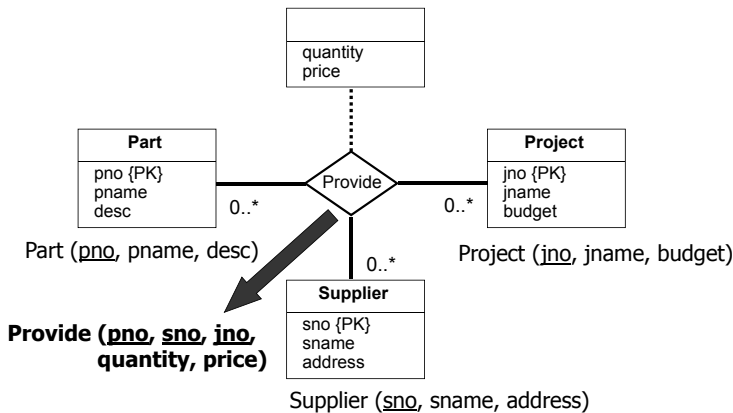 quantity
price
Part
pno {PK}
pname
desc
Provide
Project
jno {PK}
jname
budget
0..*
0..*
Part (pno, pname, desc)
Project (jno, jname, budget)
0..*
Provide (pno, sno, jno,
quantity, price)
Supplier
sno {PK}
sname
address
Supplier (sno, sname, address)